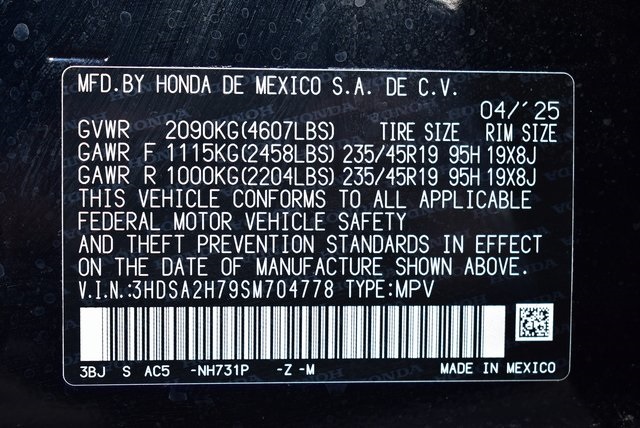 MFD.BY HONDA DE MEXICO S.A. DE C.V.
04/'25
GVWR 2090KG(4607LBS) TIRE SIZE RIM SIZE
GAWR F 1115KG(2458LBS) 235/45R19 95H 19X8J
GAWR R 1000KG(2204LBS) 235/45R19 95H 19X8J
THIS VEHICLE CONFORMS TO ALL APPLICABLE
FEDERAL MOTOR VEHICLE SAFETY
AND THEFT PREVENTION STANDARDS IN EFFECT
ON THE DATE OF MANUFACTURE SHOWN ABOVE.
V.I.N.:3HDSA2H79SM704778 TYPE:MPV
3BJ S AC5 -NH731P -Z -M MADE IN MEXICO